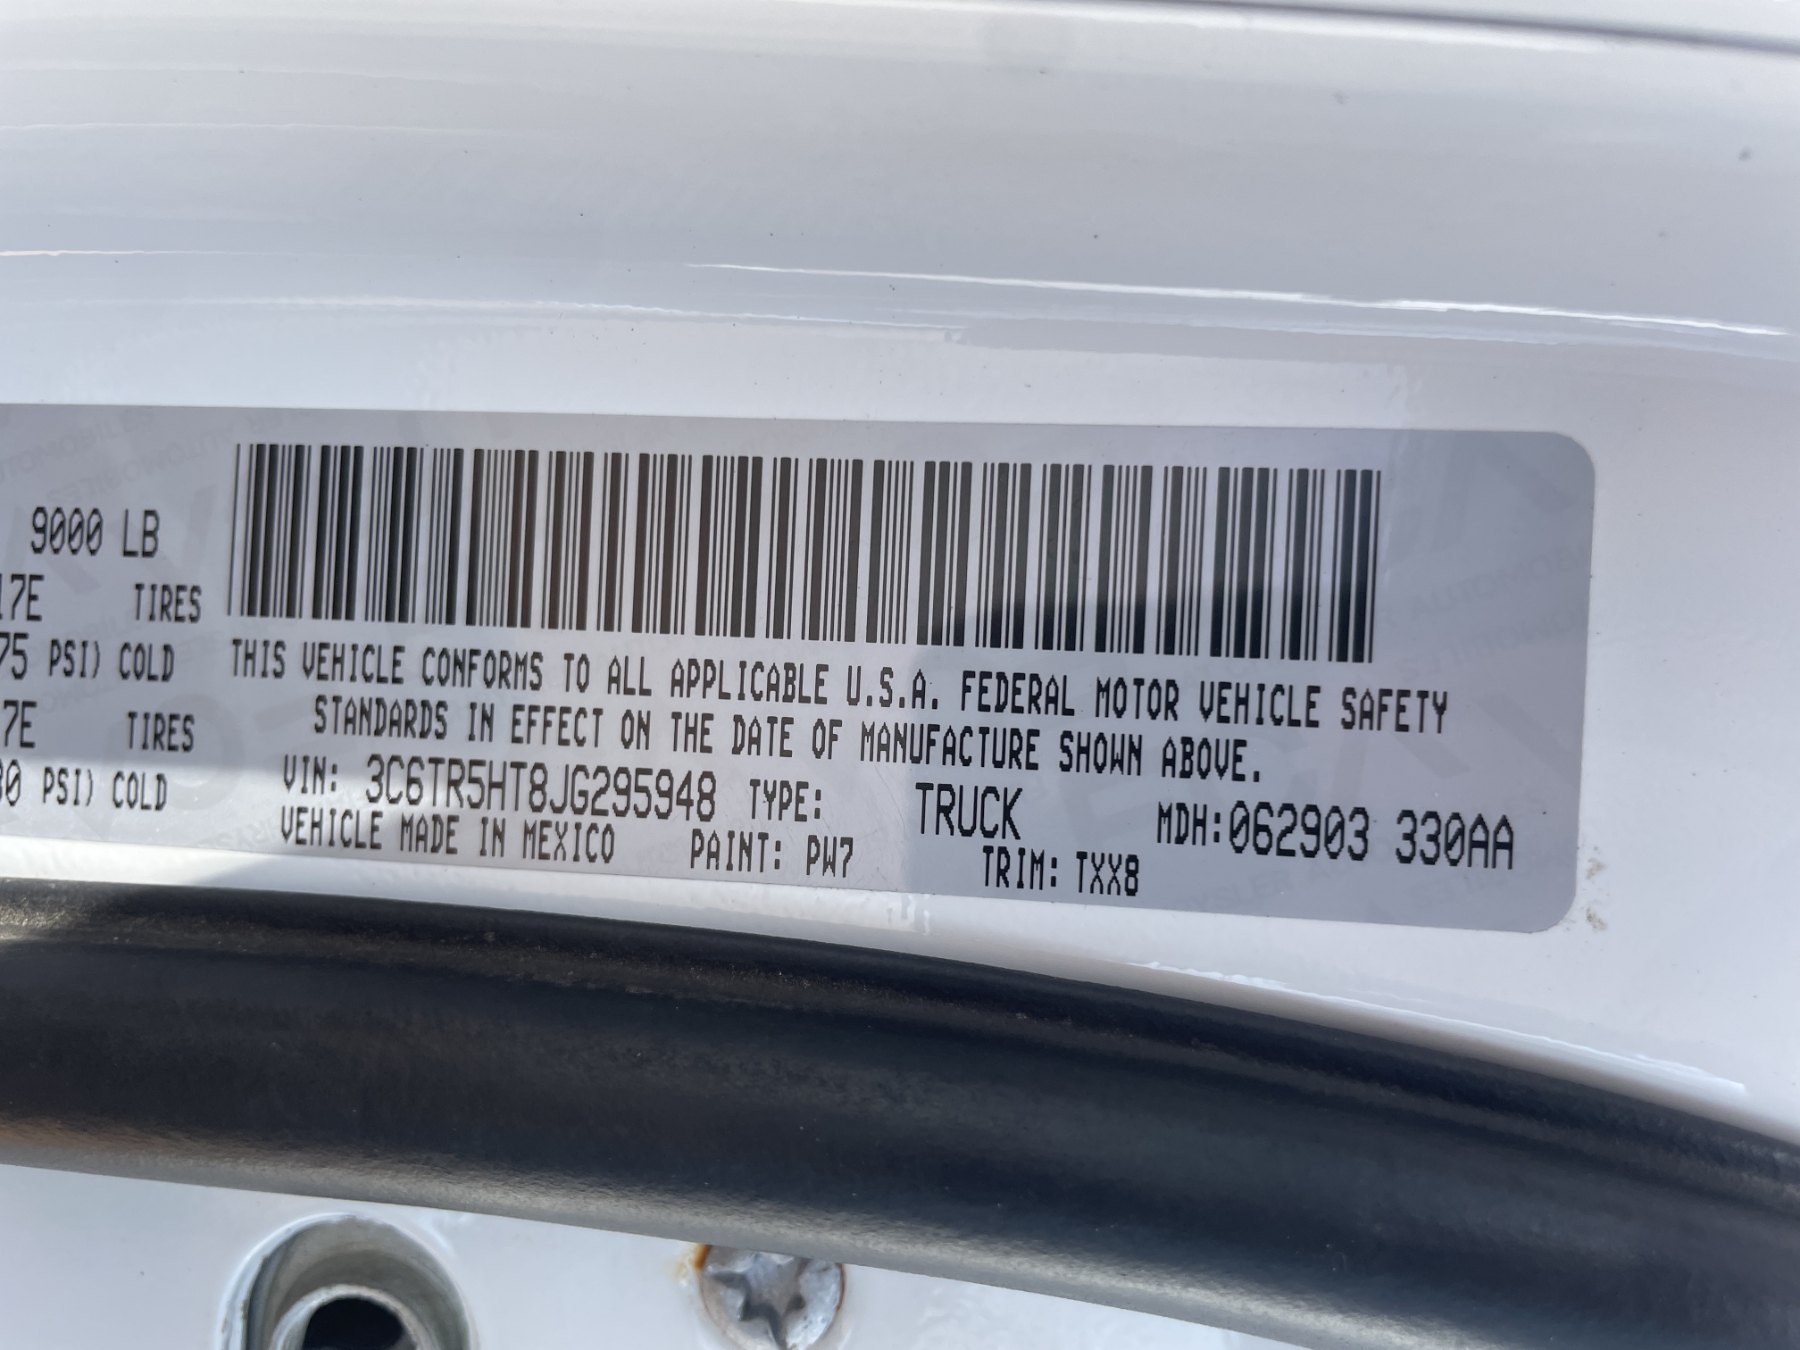 9000 LB
17E TIRES
75 PSI) COLD
7E TIRES
80 PSI) COLD
THIS VEHICLE CONFORMS TO ALL APPLICABLE U.S.A. FEDERAL MOTOR VEHICLE SAFETY
STANDARDS IN EFFECT ON THE DATE OF MANUFACTURE SHOWN ABOVE.
VIN: 3C6TR5HT8JG295948 TYPE: TRUCK MDH:062903 330AA
VEHICLE MADE IN MEXICO PAINT: PW7 TRIM: TXX8